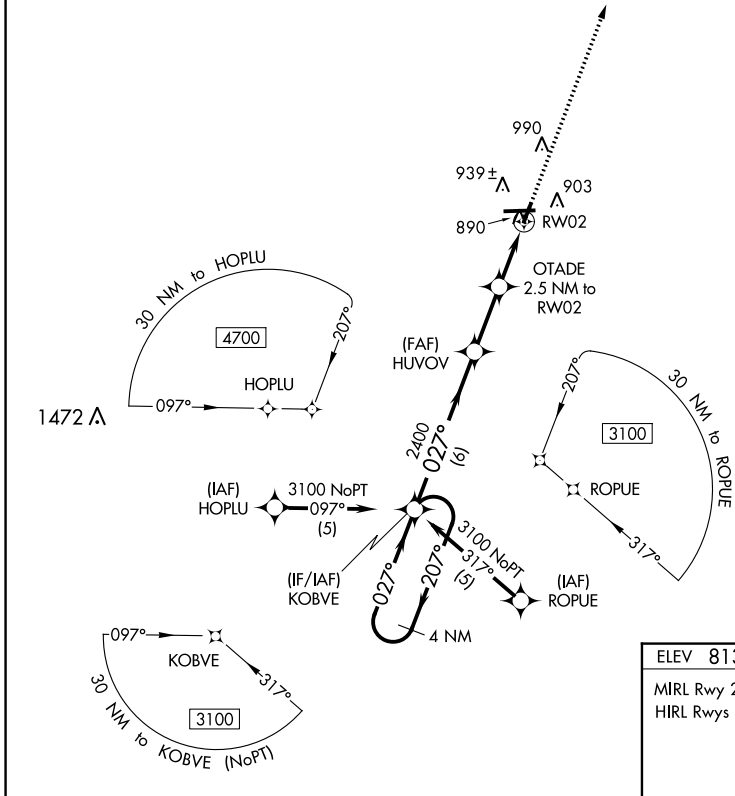 990
939±
903
890
RW02
OTADE
2.5 NM to
RW02
30 NM to HOPLU
4700
207°
HOPLU
097°
1472
(FAF)
HUVOV
207°
30 NM to ROPUE
3100
ROPUE
317°
2400
027°
(6)
(IAF)
HOPLU
3100 NoPT
097°
(5)
(IF/IAF)
KOBVE
027°
207°
4 NM
3100 NoPT
317°
(5)
(IAF)
ROPUE
097°
KOBVE
317°
3100
30 NM to KOBVE (NoPT)
ELEV 813
MIRL Rwy 2
HIRL Rwys